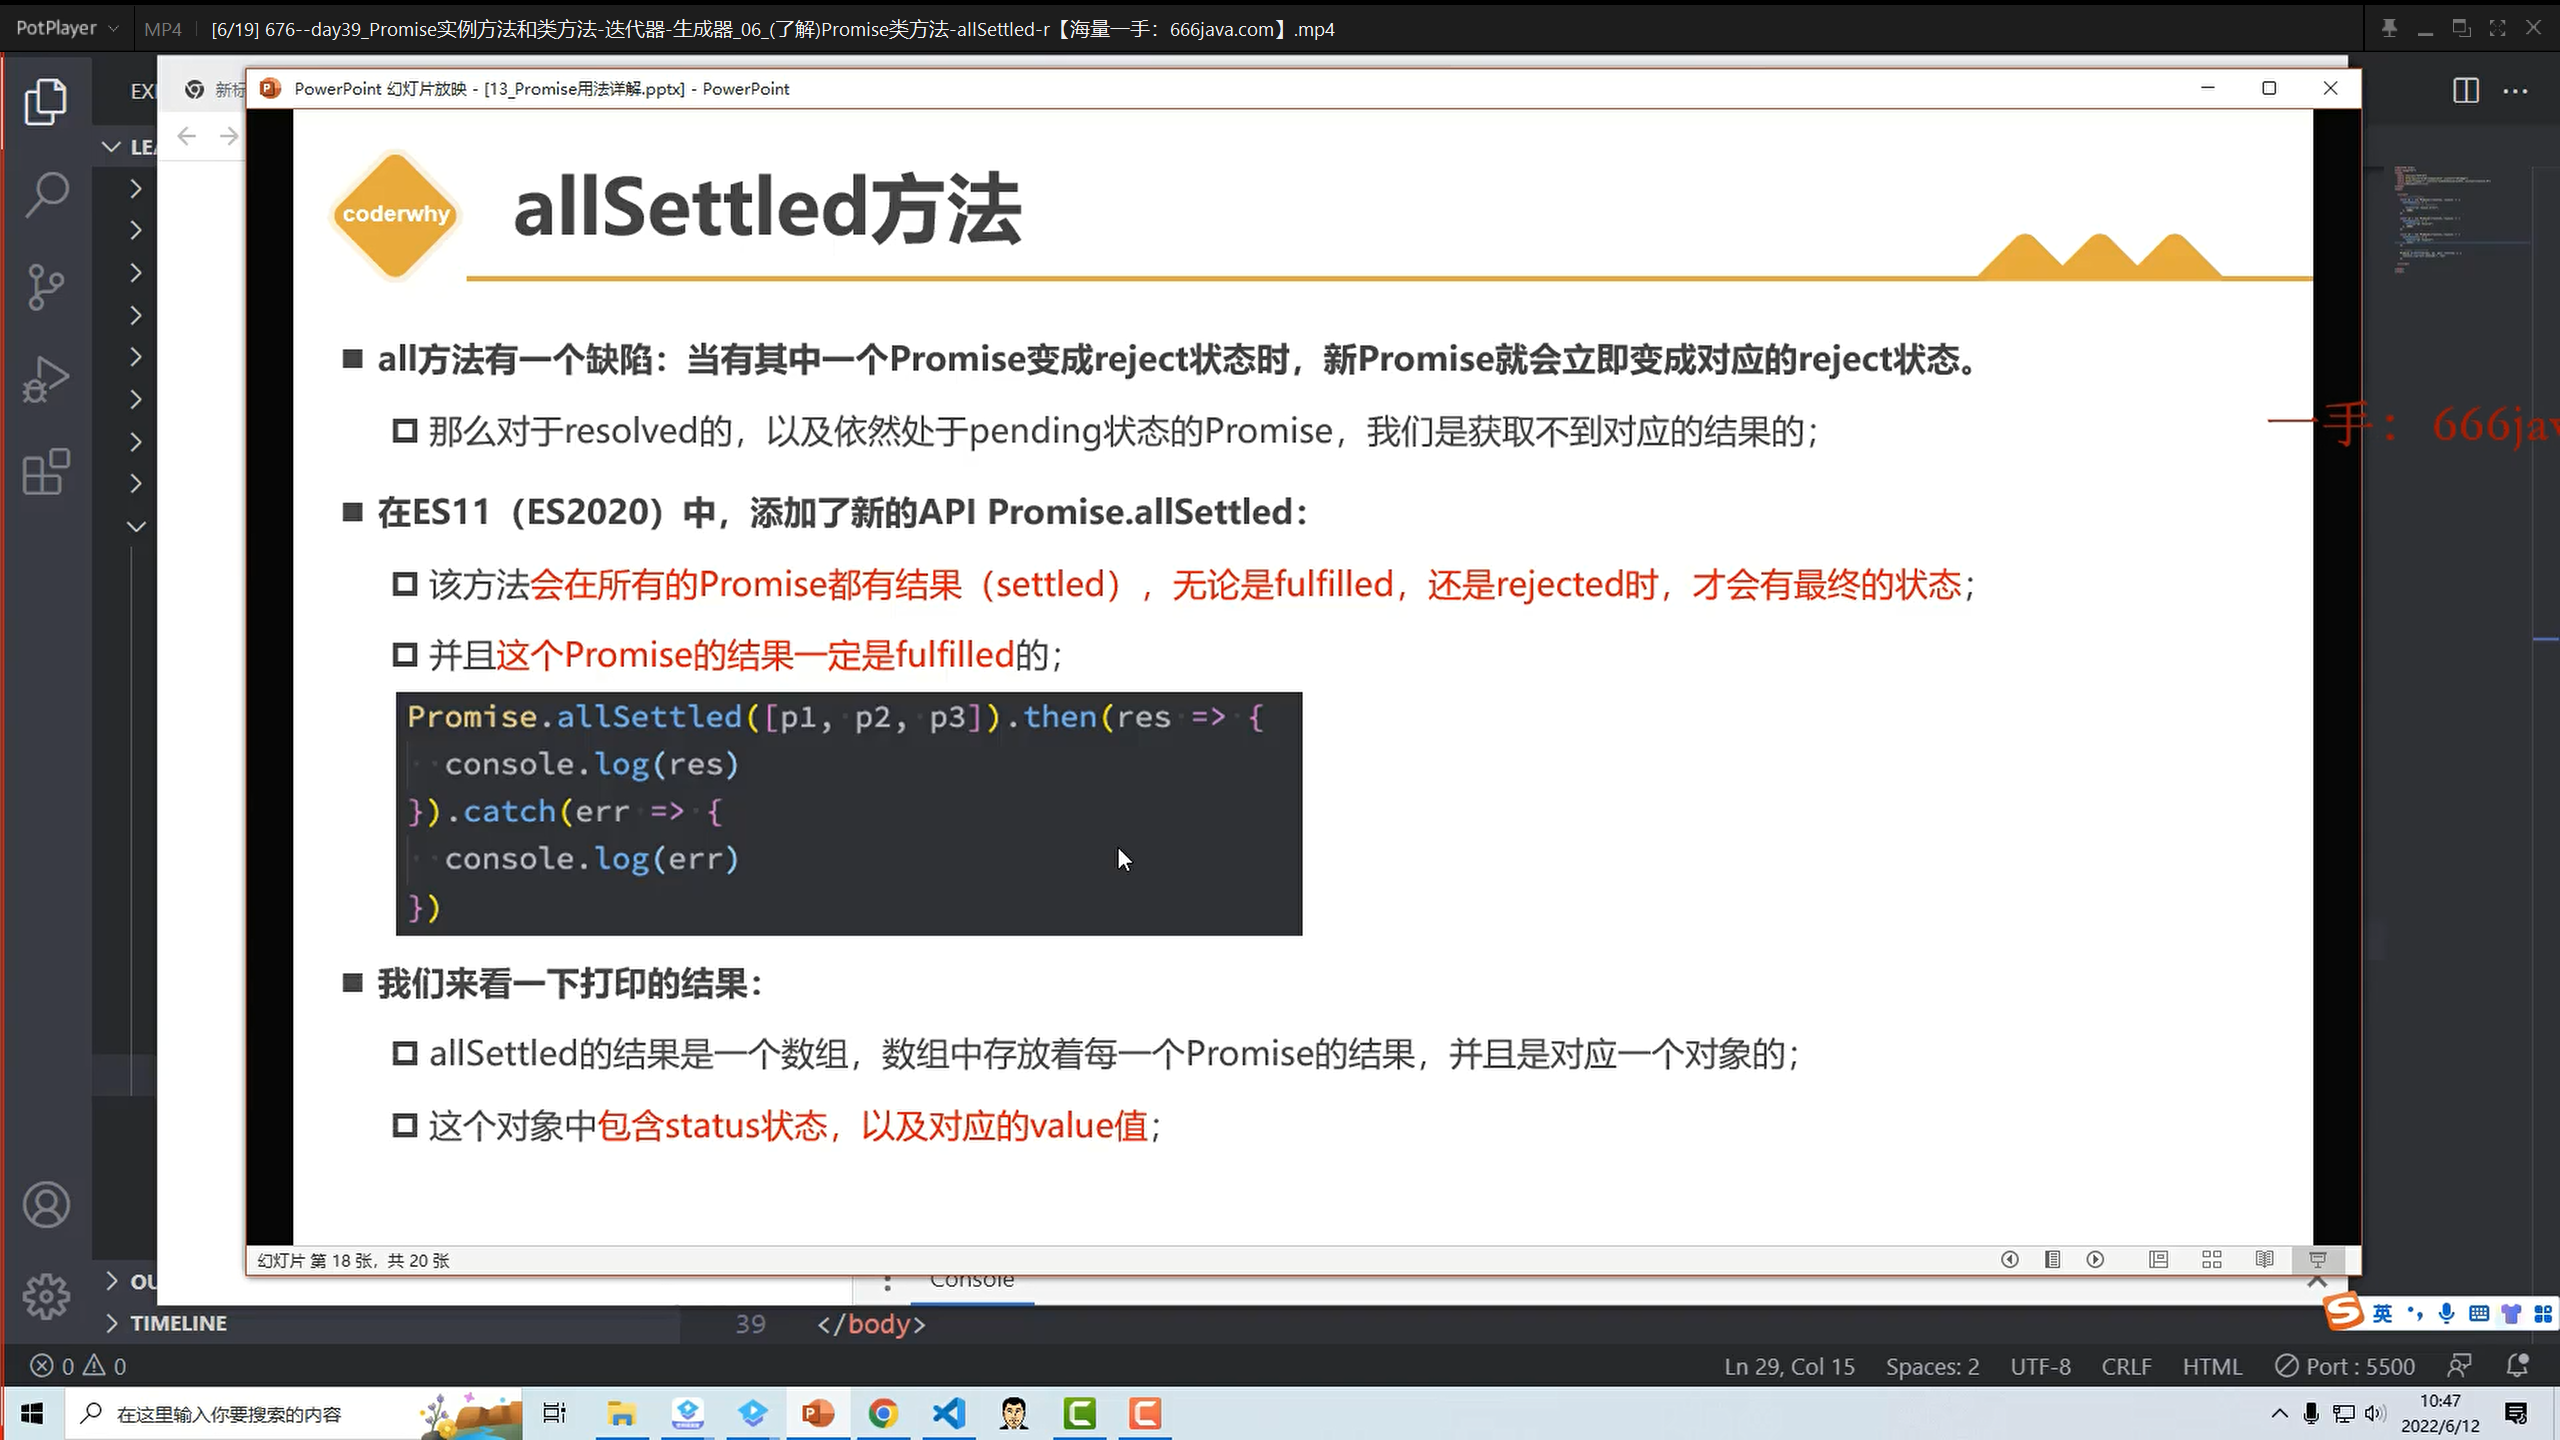 PotPlayer MP4 [6/19] 676--day39_Promise实例方法和类方法-迭代器-生成器_06_(了解)Promise类方法-allSettled-r【海量一手：666java.com】.mp4
PowerPoint 幻灯片放映 - [13_Promise用法详解.pptx] - PowerPoint
coderwhy
allSettled方法
all方法有一个缺陷：当有其中一个Promise变成reject状态时，新Promise就会立即变成对应的reject状态。
那么对于resolved的，以及依然处于pending状态的Promise，我们是获取不到对应的结果的；
一手：666jav
在ES11（ES2020）中，添加了新的API Promise.allSettled：
该方法会在所有的Promise都有结果（settled），无论是fulfilled，还是rejected时，才会有最终的状态；
并且这个Promise的结果一定是fulfilled的；
Promise.allSettled([p1, p2, p3]).then(res => {
console.log(res)
}).catch(err => {
console.log(err)
})
我们来看一下打印的结果：
allSettled的结果是一个数组，数组中存放着每一个Promise的结果，并且是对应一个对象的；
这个对象中包含status状态，以及对应的value值；
幻灯片 第 18 张，共 20 张
Console
TIMELINE
39 </body>
英
0 0
Ln 29, Col 15 Spaces: 2 UTF-8 CRLF HTML Port : 5500
在这里输入你要搜索的内容
10:47
2022/6/12